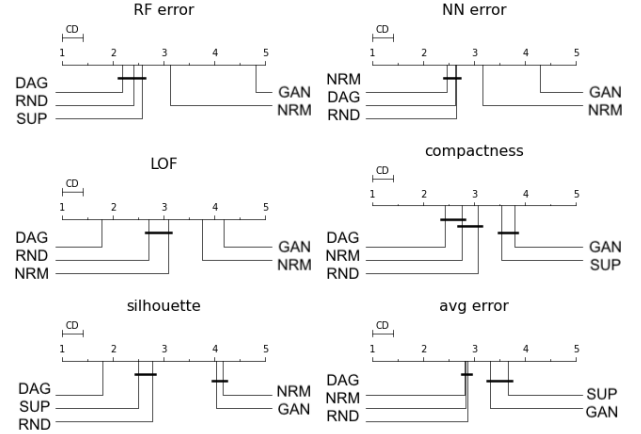 RF error
CD
1 2 3 4 5
DAG
RND
SUP
GAN
NRM
NN error
CD
1 2 3 4 5
NRM
DAG
RND
GAN
NRM
LOF
CD
1 2 3 4 5
DAG
RND
NRM
GAN
NRM
compactness
CD
1 2 3 4 5
DAG
NRM
RND
GAN
SUP
silhouette
CD
1 2 3 4 5
DAG
SUP
RND
NRM
GAN
avg error
CD
1 2 3 4 5
DAG
NRM
RND
SUP
GAN